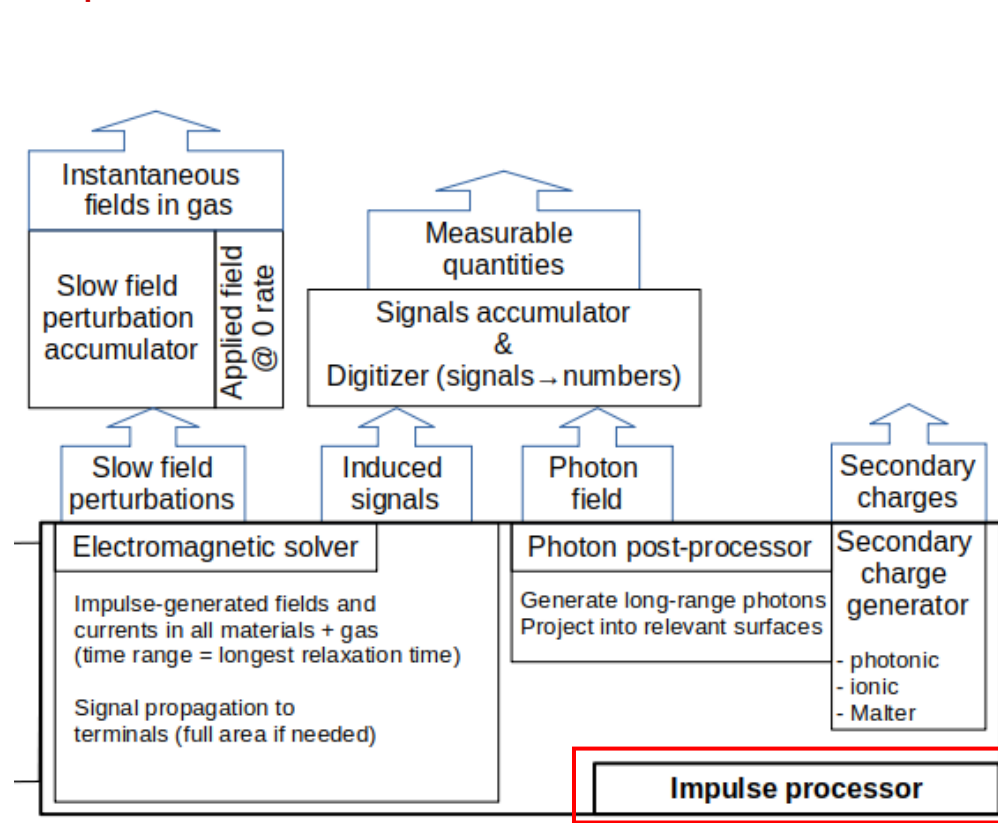 Instantaneous
fields in gas
Slow field
perturbation
accumulator
Applied field
@ 0 rate
Measurable
quantities
Signals accumulator
&
Digitizer (signals→numbers)
Slow field
perturbations
Induced
signals
Photon
field
Secondary
charges
Electromagnetic solver
Impulse-generated fields and
currents in all materials + gas
(time range = longest relaxation time)
Signal propagation to
terminals (full area if needed)
Photon post-processor
Generate long-range photons
Project into relevant surfaces
Secondary
charge
generator
- photonic
- ionic
- Malter
Impulse processor